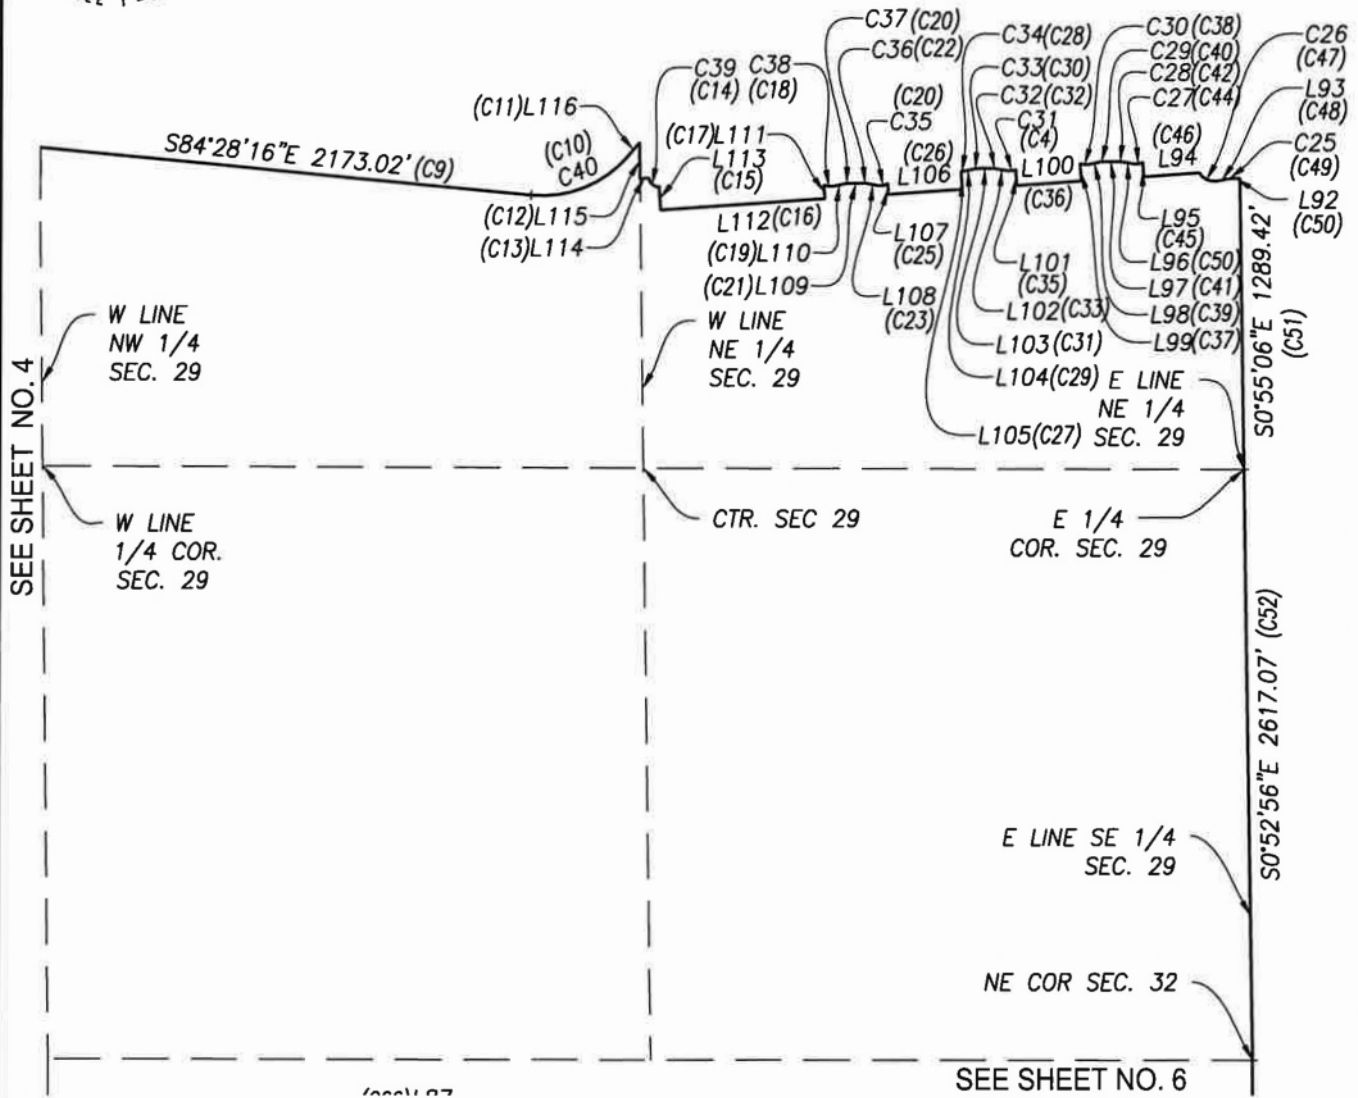 C37(C20)
C36(C22)
C34(C28)
C33(C30)
C32(C32)
C31
(C4)
C30(C38)
C29(C40)
C28(C42)
C27(C44)
C26
(C47)
L93
(C48)
C25
(C49)
L92
(C50)
C39
(C14)
C38
(C18)
(C20)
C35
(C26)
L106
L100
(C36)
(C46)
L94
(C11)L116
(C10)
C40
S84°28'16"E 2173.02' (C9)
(C17)L111
L113
(C15)
(C12)L115
(C13)L114
L112(C16)
(C19)L110
(C21)L109
L107
(C25)
L108
(C23)
L101
(C35)
L102(C33)
L103(C31)
L104(C29)
L105(C27)
L95
(C45)
L96(C50)
L97(C41)
L98(C39)
L99(C37)
S0°55'06"E 1289.42'
(C51)
W LINE
NW 1/4
SEC. 29
W LINE
NE 1/4
SEC. 29
E LINE
NE 1/4
SEC. 29
SEE SHEET NO. 4
W LINE
1/4 COR.
SEC. 29
CTR. SEC 29
E 1/4
COR. SEC. 29
S0°52'56"E 2617.07' (C52)
E LINE SE 1/4
SEC. 29
NE COR SEC. 32
SEE SHEET NO. 6